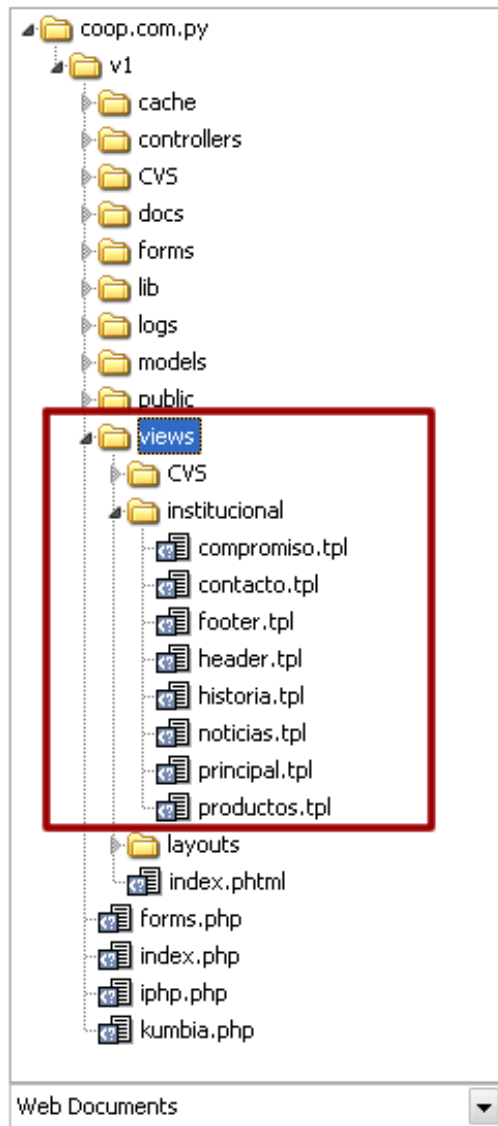 coop.com.py
v1
cache
controllers
CVS
docs
forms
lib
logs
models
public
views
CVS
institucional
compromiso.tpl
contacto.tpl
footer.tpl
header.tpl
historia.tpl
noticias.tpl
principal.tpl
productos.tpl
layouts
index.phtml
forms.php
index.php
iphp.php
kumbia.php
Web Documents